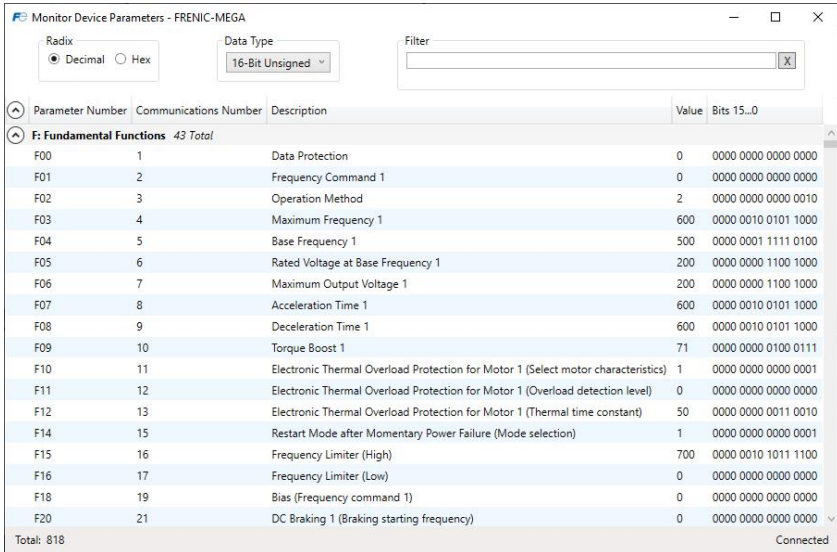 Monitor Device Parameters - FRENIC-MEGA
Radix Data Type Filter
Decimal Hex 16-Bit Unsigned X
Parameter Number Communications Number Description Value Bits 15...0
F: Fundamental Functions 43 Total
F00 1 Data Protection 0 0000 0000 0000 0000
F01 2 Frequency Command 1 0 0000 0000 0000 0000
F02 3 Operation Method 2 0000 0000 0000 0010
F03 4 Maximum Frequency 1 600 0000 0010 0101 1000
F04 5 Base Frequency 1 500 0000 0001 1111 0100
F05 6 Rated Voltage at Base Frequency 1 200 0000 0000 1100 1000
F06 7 Maximum Output Voltage 1 200 0000 0000 1100 1000
F07 8 Acceleration Time 1 600 0000 0010 0101 1000
F08 9 Deceleration Time 1 600 0000 0010 0101 1000
F09 10 Torque Boost 1 71 0000 0000 0100 0111
F10 11 Electronic Thermal Overload Protection for Motor 1 (Select motor characteristics) 1 0000 0000 0000 0001
F11 12 Electronic Thermal Overload Protection for Motor 1 (Overload detection level) 0 0000 0000 0000 0000
F12 13 Electronic Thermal Overload Protection for Motor 1 (Thermal time constant) 50 0000 0000 0011 0010
F14 15 Restart Mode after Momentary Power Failure (Mode selection) 1 0000 0000 0000 0001
F15 16 Frequency Limiter (High) 700 0000 0010 1011 1100
F16 17 Frequency Limiter (Low) 0 0000 0000 0000 0000
F18 19 Bias (Frequency command 1) 0 0000 0000 0000 0000
F20 21 DC Braking 1 (Braking starting frequency) 0 0000 0000 0000 0000
Total: 818 Connected